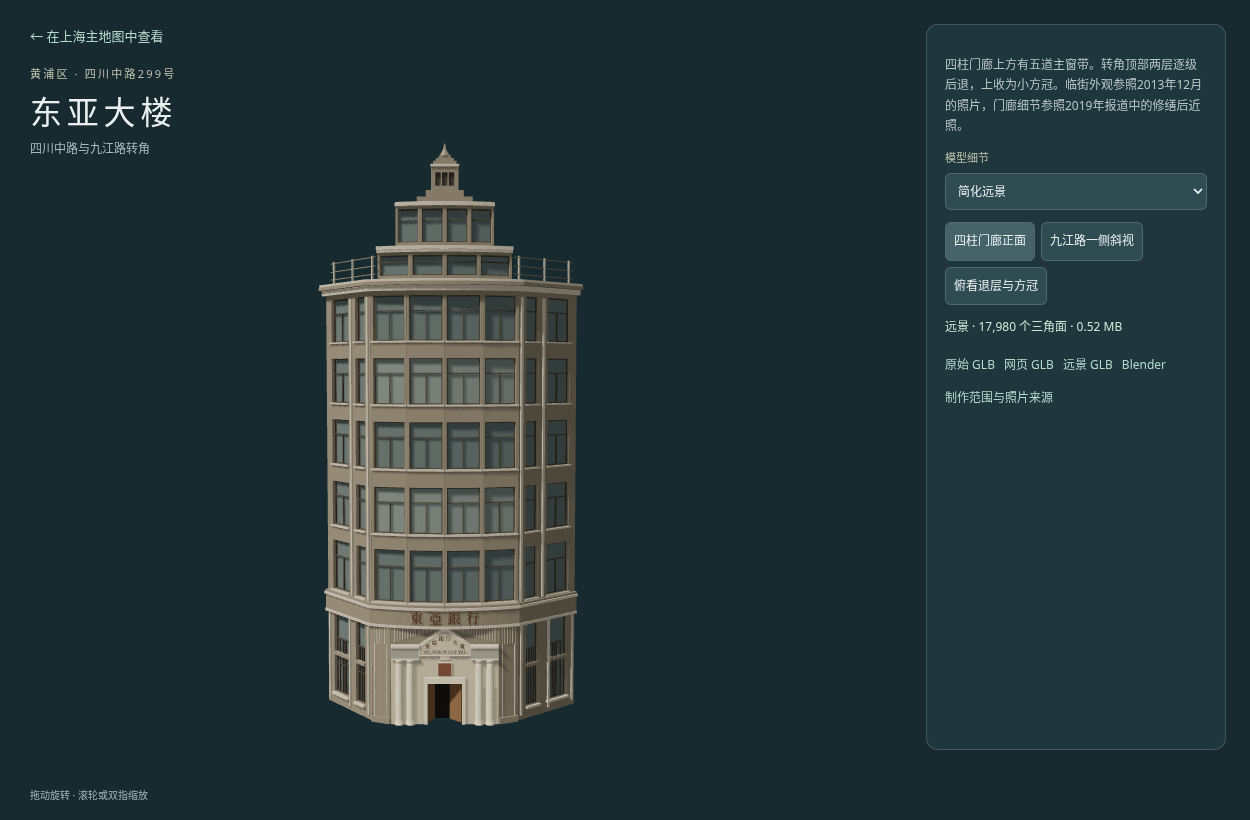 ← 在上海主地图中查看
黄浦区 · 四川中路299号
东亚大楼
四川中路与九江路转角
東亞銀行
東亞銀行大樓
拖动旋转 · 滚轮或双指缩放
四柱门廊上方有五道主窗带。转角顶部两层逐级
后退，上收为小方冠。临街外观参照2013年12月
的照片，门廊细节参照2019年报道中的修缮后近
照。
模型细节
简化远景
四柱门廊正面
九江路一侧斜视
俯看退层与方冠
远景 · 17,980 个三角面 · 0.52 MB
原始 GLB 网页 GLB 远景 GLB Blender
制作范围与照片来源